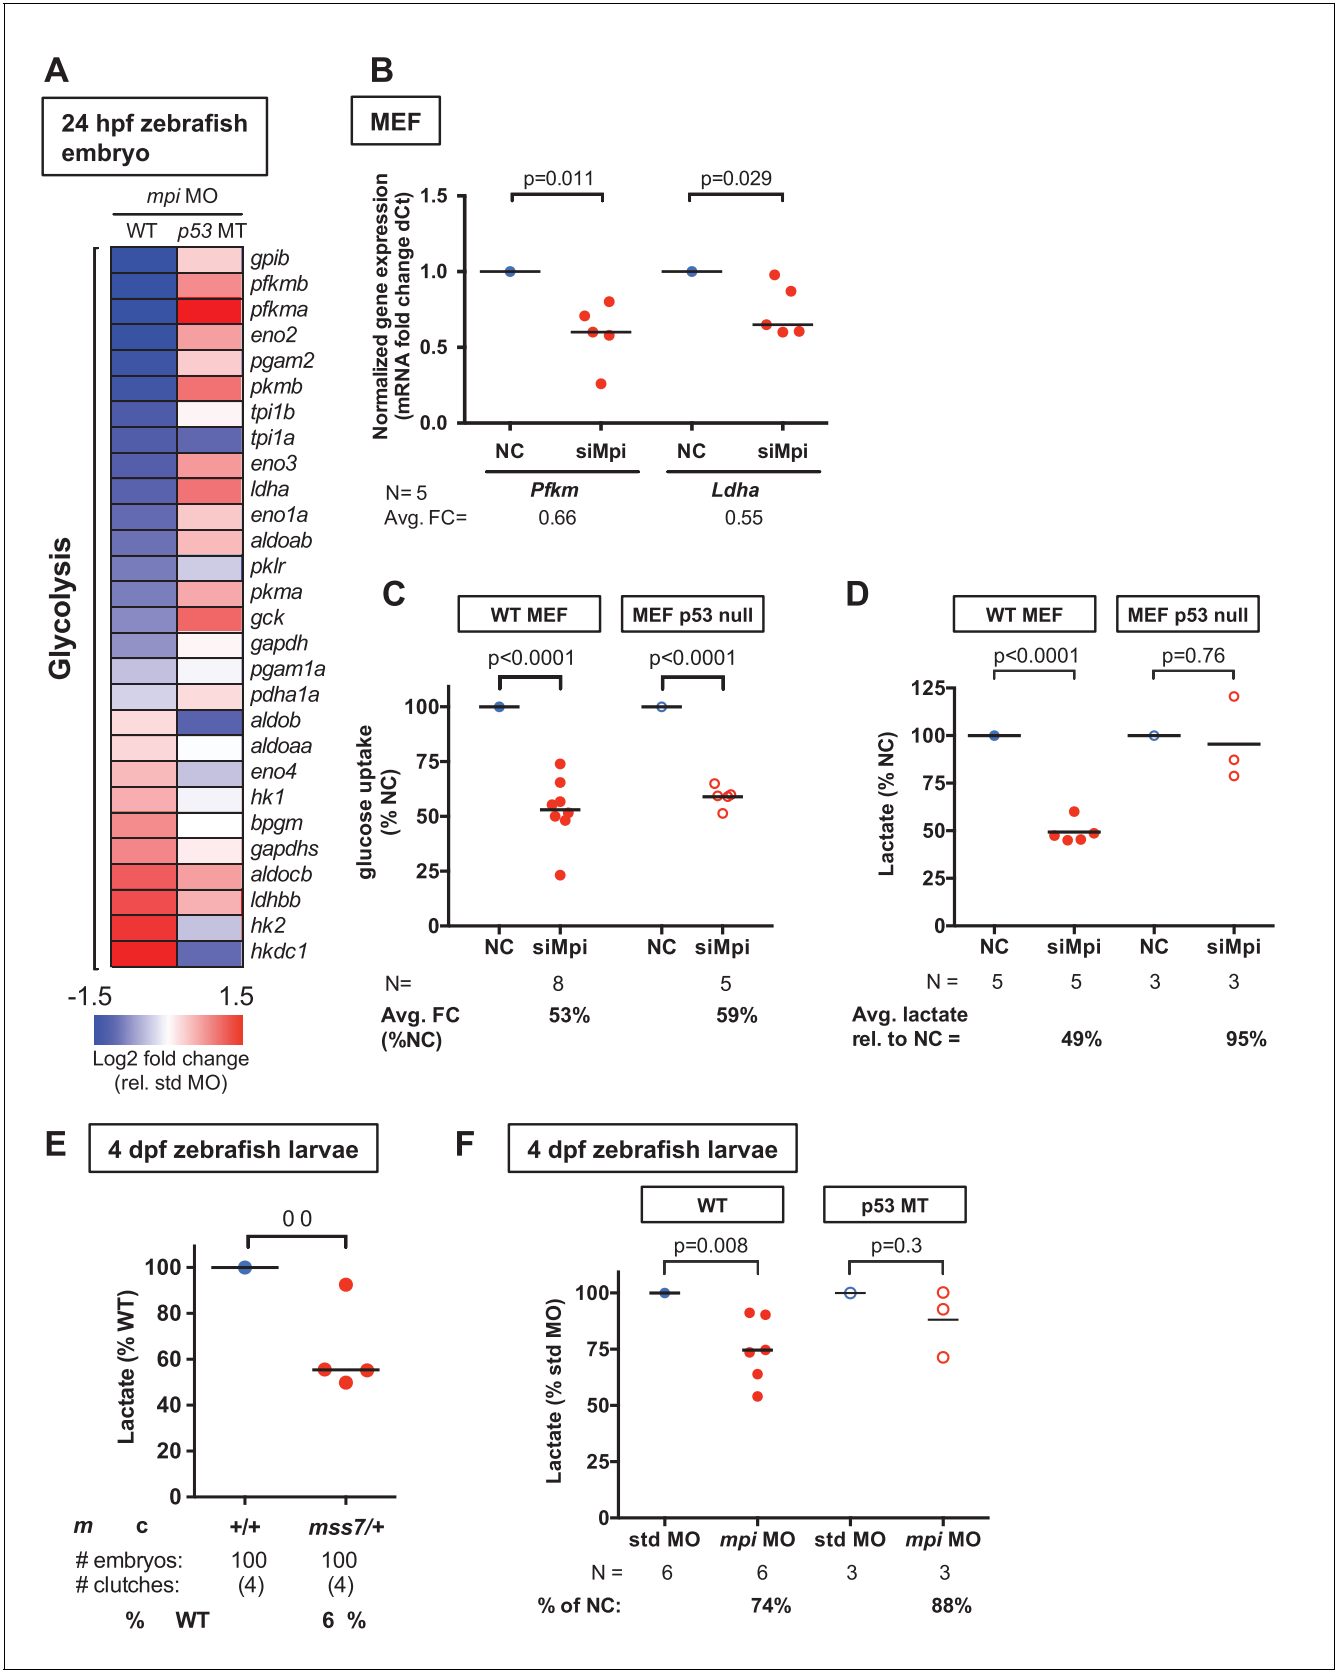 A
24 hpf zebrafish
embryo
mpi MO
WT p53 MT
Glycolysis
gpib
pfkmb
pfkma
eno2
pgam2
pkmb
tpi1b
tpi1a
eno3
ldha
eno1a
aldoab
pklr
pkma
gck
gapdh
pgam1a
pdha1a
aldob
aldoaa
eno4
hk1
bpgm
gapdhs
aldocb
ldhbb
hk2
hkdc1
-1.5 1.5
Log2 fold change
(rel. std MO)
B
MEF
Normalized gene expression
(mRNA fold change dCt)
p=0.011 p=0.029
1.5
1.0
0.5
0.0
NC siMpi NC siMpi
N= 5 Pfkm Ldha
Avg. FC= 0.66 0.55
C
WT MEF MEF p53 null
p<0.0001 p<0.0001
glucose uptake
(% NC)
100
75
50
25
0
NC siMpi NC siMpi
N= 8 5
Avg. FC 53% 59%
(%NC)
D
WT MEF MEF p53 null
p<0.0001 p=0.76
Lactate (% NC)
125
100
75
50
25
0
NC siMpi NC siMpi
N = 5 5 3 3
Avg. lactate
rel. to NC = 49% 95%
E
4 dpf zebrafish larvae
0 0
Lactate (% WT)
100
80
60
40
20
0
m c +/+ mss7/+
# embryos: 100 100
# clutches: (4) (4)
% WT 6 %
F
4 dpf zebrafish larvae
WT p53 MT
p=0.008 p=0.3
Lactate (% std MO)
100
75
50
25
0
std MO mpi MO std MO mpi MO
N = 6 6 3 3
% of NC: 74% 88%